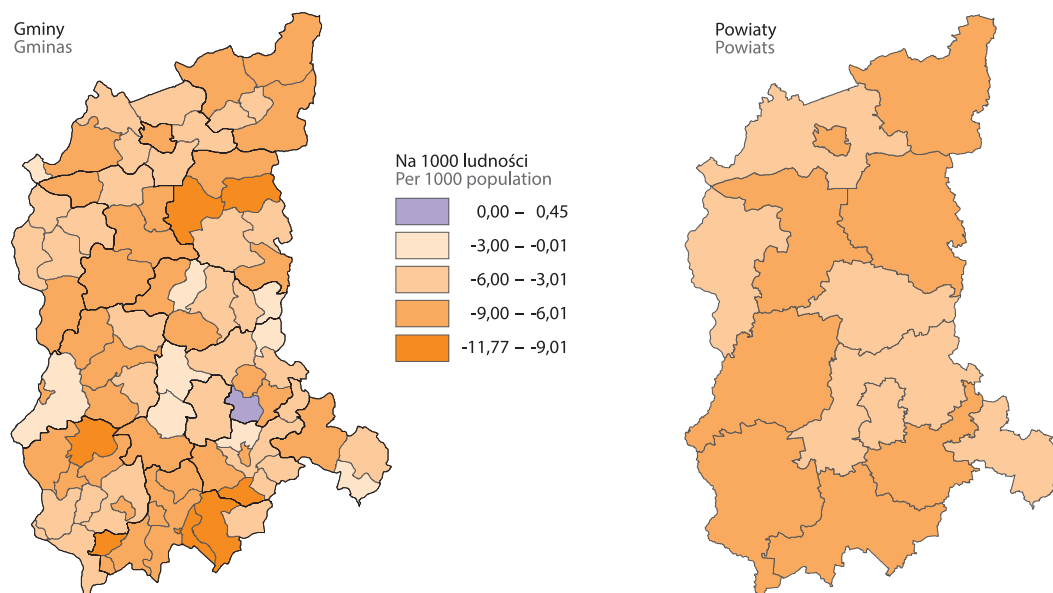 Gminy
Gminas
Powiaty
Powiats
Na 1000 ludności
Per 1000 population
0,00 – 0,45
-3,00 – -0,01
-6,00 – -3,01
-9,00 – -6,01
-11,77 – -9,01